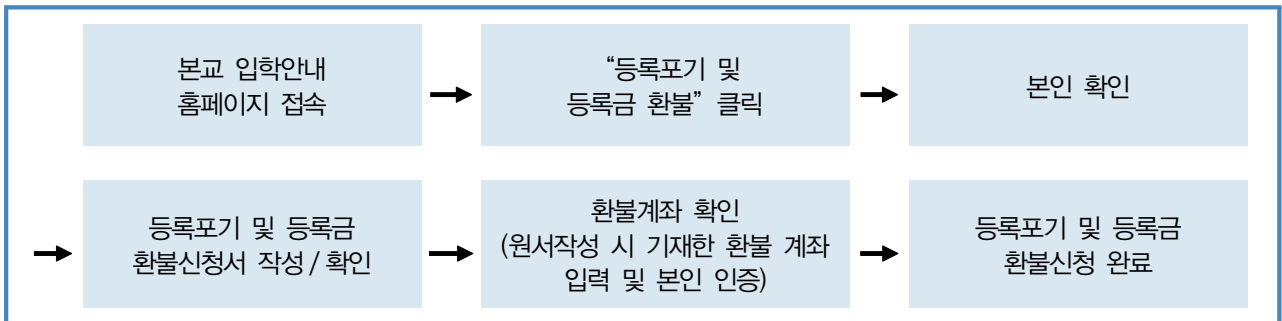 본교 입학안내
홈페이지 접속
“등록포기 및
등록금 환불” 클릭
본인 확인
등록포기 및 등록금
환불신청서 작성 / 확인
환불계좌 확인
(원서작성 시 기재한 환불 계좌
입력 및 본인 인증)
등록포기 및 등록금
환불신청 완료